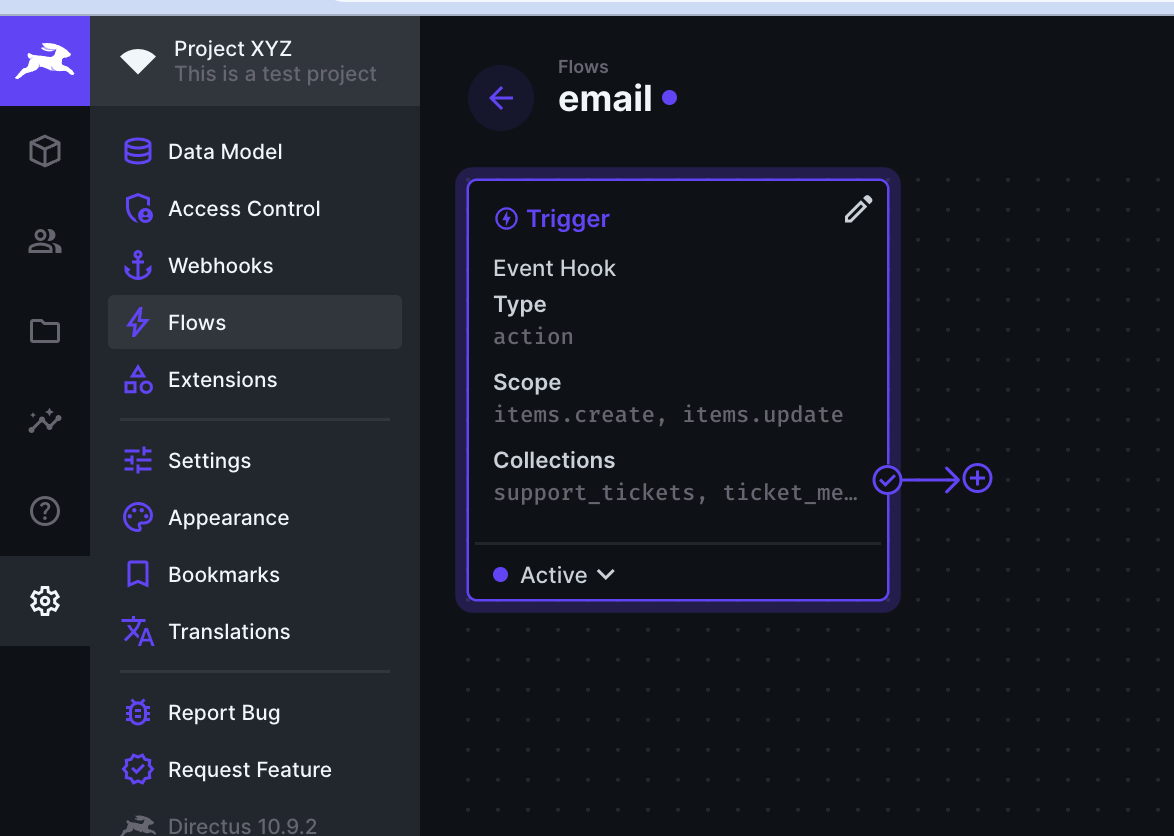 Project XYZ
This is a test project
Data Model
Access Control
Webhooks
Flows
Extensions
Settings
Appearance
Bookmarks
Translations
Report Bug
Request Feature
Directus 10.9.2
Flows
email
Trigger
Event Hook
Type
action
Scope
items.create, items.update
Collections
support_tickets, ticket_me…
Active